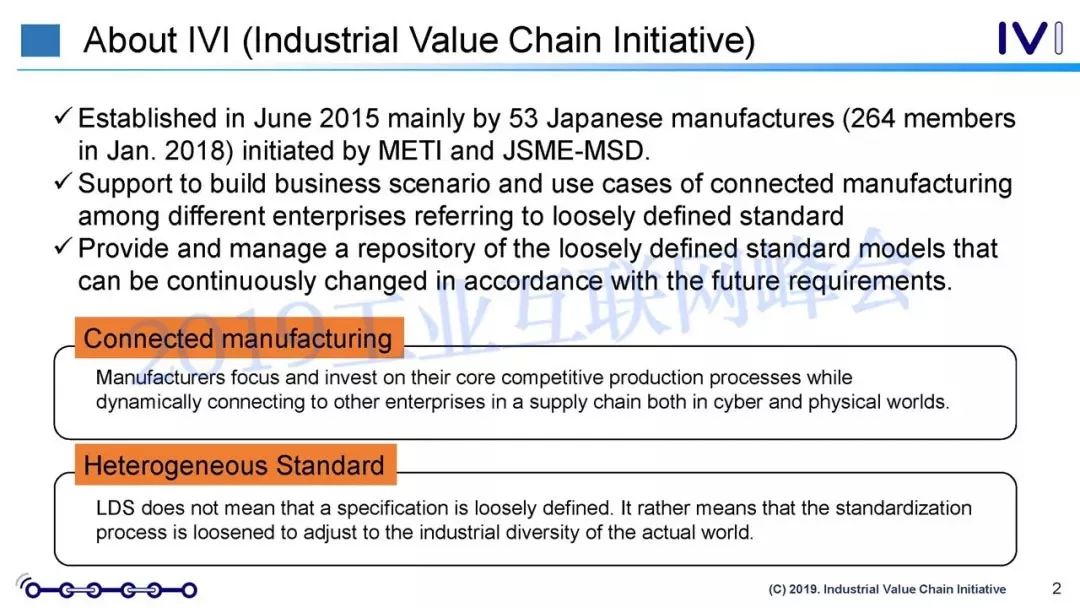 About IVI (Industrial Value Chain Initiative)
IVI
✓ Established in June 2015 mainly by 53 Japanese manufactures (264 members
in Jan. 2018) initiated by METI and JSME-MSD.
✓ Support to build business scenario and use cases of connected manufacturing
among different enterprises referring to loosely defined standard
✓ Provide and manage a repository of the loosely defined standard models that
can be continuously changed in accordance with the future requirements.
2019工业互联网峰会
Connected manufacturing
Manufacturers focus and invest on their core competitive production processes while
dynamically connecting to other enterprises in a supply chain both in cyber and physical worlds.
Heterogeneous Standard
LDS does not mean that a specification is loosely defined. It rather means that the standardization
process is loosened to adjust to the industrial diversity of the actual world.
(C) 2019. Industrial Value Chain Initiative
2